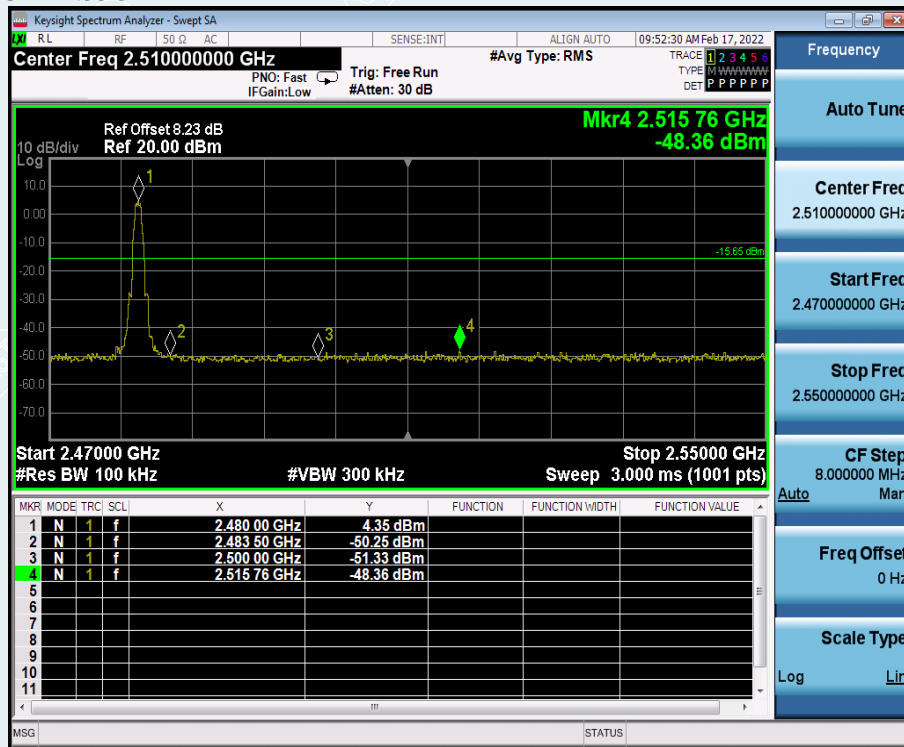 Keysight Spectrum Analyzer - Swept SA
LXI RL RF 50 Ω AC SENSE:INT ALIGN AUTO 09:52:30 AM Feb 17, 2022
Center Freq 2.510000000 GHz #Avg Type: RMS TRACE 1 2 3 4 5 6
PNO: Fast Trig: Free Run TYPE M W W W W W
IFGain:Low #Atten: 30 dB DET P P P P P P
Mkr4 2.515 76 GHz
Ref Offset 8.23 dB
10 dB/div Ref 20.00 dBm -48.36 dBm
Log
10.0
0.00
-10.0
-20.0
-30.0
-40.0
-50.0
-60.0
-70.0
1
2
3
4
-15.65 dBm
Start 2.47000 GHz Stop 2.55000 GHz
#Res BW 100 kHz #VBW 300 kHz Sweep 3.000 ms (1001 pts)
MKR MODE TRC SCL X Y FUNCTION FUNCTION WIDTH FUNCTION VALUE
1 N 1 f 2.480 00 GHz 4.35 dBm
2 N 1 f 2.483 50 GHz -50.25 dBm
3 N 1 f 2.500 00 GHz -51.33 dBm
4 N 1 f 2.515 76 GHz -48.36 dBm
5
6
7
8
9
10
11
MSG STATUS
Frequency
Auto Tune
Center Freq
2.510000000 GHz
Start Freq
2.470000000 GHz
Stop Freq
2.550000000 GHz
CF Step
8.000000 MHz
Auto Man
Freq Offset
0 Hz
Scale Type
Log Lin